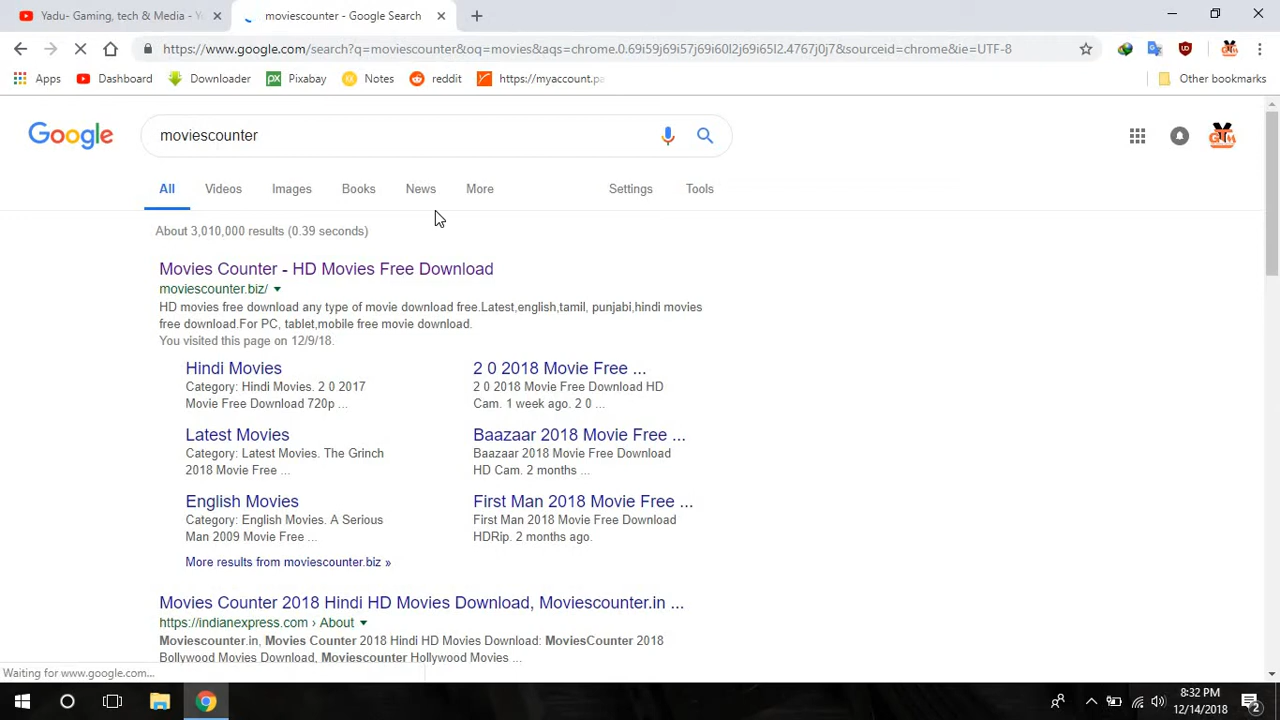 Yadu- Gaming, tech & Media - Y
moviescounter - Google Search
https://www.google.com/search?q=moviescounter&oq=movies&aqs=chrome.0.69i59j69i57j69i60l2j69i65l2.4767j0j7&sourceid=chrome&ie=UTF-8
Apps Dashboard Downloader Pixabay Notes reddit https://myaccount.pa Other bookmarks
Google moviescounter
All Videos Images Books News More Settings Tools
About 3,010,000 results (0.39 seconds)
Movies Counter - HD Movies Free Download
moviescounter.biz/
HD movies free download any type of movie download free.Latest,english,tamil, punjabi,hindi movies
free download.For PC, tablet,mobile free movie download.
You visited this page on 12/9/18.
Hindi Movies
Category: Hindi Movies. 2 0 2017
Movie Free Download 720p ...
2 0 2018 Movie Free ...
2 0 2018 Movie Free Download HD
Cam. 1 week ago. 2 0 ...
Latest Movies
Category: Latest Movies. The Grinch
2018 Movie Free ...
Baazaar 2018 Movie Free ...
Baazaar 2018 Movie Free Download
HD Cam. 2 months ...
English Movies
Category: English Movies. A Serious
Man 2009 Movie Free ...
First Man 2018 Movie Free ...
First Man 2018 Movie Free Download
HDRip. 2 months ago.
More results from moviescounter.biz »
Movies Counter 2018 Hindi HD Movies Download, Moviescounter.in ...
https://indianexpress.com › About
Moviescounter.in, Movies Counter 2018 Hindi HD Movies Download: MoviesCounter 2018
Bollywood Movies Download, Moviescounter Hollywood Movies ...
Waiting for www.google.com...
8:32 PM
12/14/2018
2